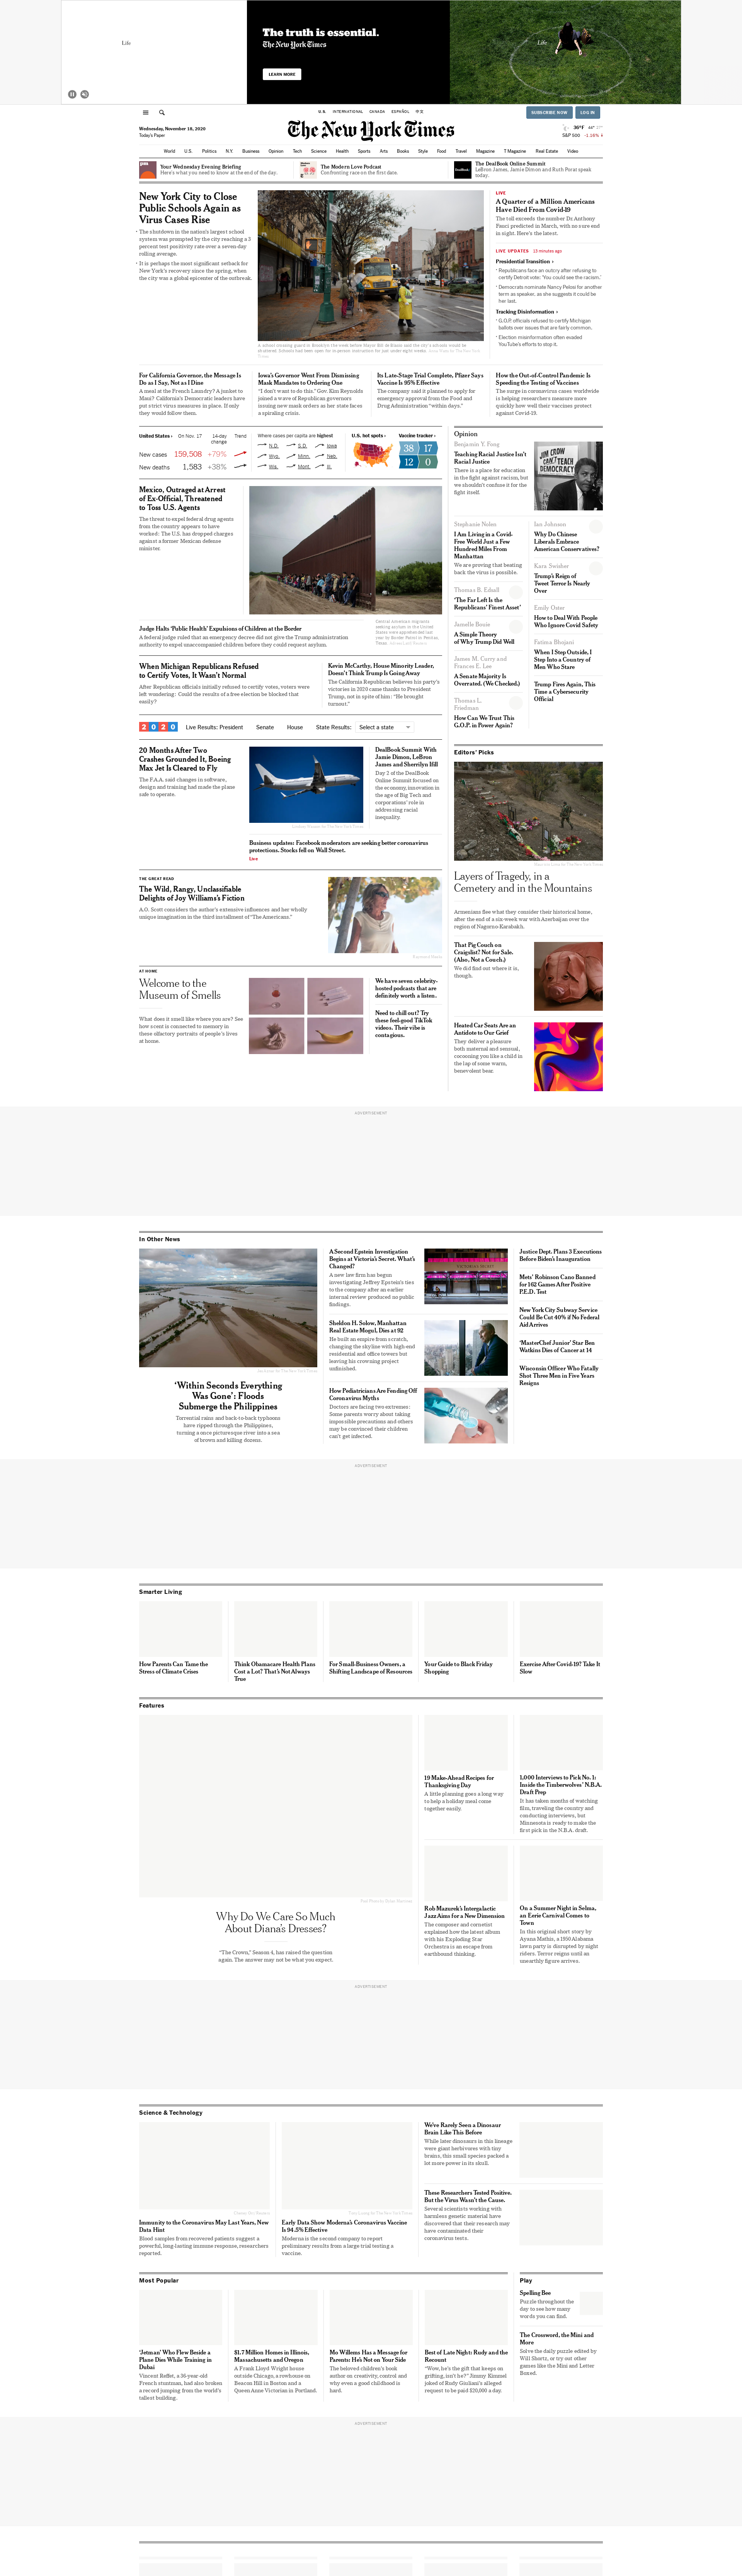 Life
The truth is essential.
The New York Times
LEARN MORE
Life
U.S.
INTERNATIONAL
CANADA
ESPAÑOL
中文
SUBSCRIBE NOW
LOG IN
Wednesday, November 18, 2020
Today's Paper
The New York Times
36°F
S&P 500
World
U.S.
Politics
N.Y.
Business
Opinion
Tech
Science
Health
Sports
Arts
Books
Style
Food
Travel
Magazine
T Magazine
Real Estate
Video
Your Wednesday Evening Briefing
Here's what you need to know at the end of the day.
The Modern Love Podcast
Confronting race on the first date.
The DealBook Online Summit
LeBron James, Jamie Dimon and Ruth Porat speak
today.
New York City to Close
Public Schools Again as
Virus Cases Rise
The shutdown in the nation's largest school
system was prompted by the city reaching a 3
percent test positivity rate over a seven-day
rolling average.
It is perhaps the most significant setback for
New York's recovery since the spring, when
the city was a global epicenter of the outbreak.
LIVE
A Quarter of a Million Americans
Have Died From Covid-19
The toll exceeds the number Dr. Anthony
Fauci predicted in March, with no sure end
in sight. Here's the latest.
LIVE UPDATES 12 minutes ago
Presidential Transition ›
Republicans face an outcry after refusing to
certify Detroit vote: 'You could see the racism.'
Democrats nominate Nancy Pelosi for another
term as speaker, as she suggests it could be
her last.
Tracking Disinformation ›
G.O.P. officials refused to certify Michigan
ballots over issues that are fairly common.
Election misinformation often evaded
YouTube's efforts to stop it.
For California Governor, the Message Is
Do as I Say, Not as I Dine
A meal at the French Laundry? A junket to
Maui? California's Democratic leaders have
put strict virus measures in place. If only
they would follow them.
Iowa's Governor Went From Dismissing
Mask Mandates to Ordering One
"I don't want to do this." Gov. Kim Reynolds
joined a wave of Republican governors
issuing new mask orders as her state faces
a spiraling crisis.
Its Late-Stage Trial Complete, Pfizer Says
Vaccine Is 95% Effective
The company said it planned to apply for
emergency approval from the Food and
Drug Administration "within days."
How the Out-of-Control Pandemic Is
Speeding the Testing of Vaccines
The surge in coronavirus cases worldwide
is helping researchers measure more
quickly how well their vaccines protect
against Covid-19.
United States › On Nov. 17 14-day change Trend
New cases 159,508 +79%
New deaths 1,583 +38%
Where cases per capita are highest
N.D. S.D. Iowa
Wyo. Minn. Neb.
Wis. Mont. Ill.
U.S. hot spots ›
Vaccine tracker ›
38 17
12 0
Mexico, Outraged at Arrest
of Ex-Official, Threatened
to Toss U.S. Agents
The threat to expel federal drug agents
from the country appears to have
worked: The U.S. has dropped charges
against a former Mexican defense
minister.
Judge Halts 'Public Health' Expulsions of Children at the Border
A federal judge ruled that an emergency decree did not give the Trump administration
authority to expel unaccompanied children before they could request asylum.
When Michigan Republicans Refused
to Certify Votes, It Wasn't Normal
After Republican officials initially refused to certify votes, voters were
left wondering: Could the results of a free election be blocked that
easily?
Kevin McCarthy, House Minority Leader,
Doesn't Think Trump Is Going Away
The California Republican believes his party's
victories in 2020 came thanks to President
Trump, not in spite of him: "He brought
turnout."
2020
Live Results: President
Senate
House
State Results:
Select a state
20 Months After Two
Crashes Grounded It, Boeing
Max Jet Is Cleared to Fly
The F.A.A. said changes in software,
design and training had made the plane
safe to operate.
DealBook Summit With
Jamie Dimon, LeBron
James and Sherrilyn Ifill
Day 2 of the DealBook
Online Summit focused on
the economy, innovation in
the age of Big Tech and
corporations' role in
addressing racial
inequality.
Business updates: Facebook moderators are seeking better coronavirus
protections. Stocks fell on Wall Street.
Live
THE GREAT READ
The Wild, Rangy, Unclassifiable
Delights of Joy Williams's Fiction
A.O. Scott considers the author's extensive influences and her wholly
unique imagination in the third installment of "The Americans."
AT HOME
Welcome to the
Museum of Smells
What does it smell like where you are? See
how scent is connected to memory in
these olfactory portraits of people's lives
at home.
We have seven celebrity-
hosted podcasts that are
definitely worth a listen.
Need to chill out? Try
these feel-good TikTok
videos. Their vibe is
contagious.
Opinion
Benjamin Y. Fong
Teaching Racial Justice Isn't
Racial Justice
There is a place for education
in the fight against racism, but
we shouldn't confuse it for the
fight itself.
JIM CROW
CAN'T TEACH
DEMOCRACY
Stephanie Nolen
I Am Living in a Covid-
Free World Just a Few
Hundred Miles From
Manhattan
We are proving that beating
back the virus is possible.
Thomas B. Edsall
'The Far Left Is the
Republicans' Finest Asset'
Jamelle Bouie
A Simple Theory
of Why Trump Did Well
James M. Curry and
Frances E. Lee
A Senate Majority Is
Overrated. (We Checked.)
Thomas L.
Friedman
How Can We Trust This
G.O.P. in Power Again?
Ian Johnson
Why Do Chinese
Liberals Embrace
American Conservatives?
Kara Swisher
Trump's Reign of
Tweet Terror Is Nearly
Over
Emily Oster
How to Deal With People
Who Ignore Covid Safety
Fatima Bhojani
When I Step Outside, I
Step Into a Country of
Men Who Stare
Trump Fires Again. This
Time a Cybersecurity
Official
Editors' Picks
Layers of Tragedy, in a
Cemetery and in the Mountains
Armenians flee what they consider their historical home,
after the end of a six-week war with Azerbaijan over the
region of Nagorno-Karabakh.
That Pig Couch on
Craigslist? Not for Sale.
(Also, Not a Couch.)
We did find out where it is,
though.
Heated Car Seats Are an
Antidote to Our Grief
They deliver a pleasure
both maternal and sensual,
cocooning you like a child in
the lap of some warm,
benevolent bear.
ADVERTISEMENT
In Other News
'Within Seconds Everything
Was Gone': Floods
Submerge the Philippines
Torrential rains and back-to-back typhoons
have ripped through the Philippines,
turning a once picturesque river into a sea
of brown and killing dozens.
A Second Epstein Investigation
Begins at Victoria's Secret. What's
Changed?
A new law firm has begun
investigating Jeffrey Epstein's ties
to the company after an earlier
internal review produced no public
findings.
Sheldon H. Solow, Manhattan
Real Estate Mogul, Dies at 92
He built an empire from scratch,
changing the skyline with high-end
residential and office towers but
leaving his crowning project
unfinished.
How Pediatricians Are Fending Off
Coronavirus Myths
Doctors are facing two extremes:
Some parents worry about taking
impossible precautions and others
may be convinced their children
can't get infected.
Justice Dept. Plans 3 Executions
Before Biden's Inauguration
Mets' Robinson Cano Banned
for 162 Games After Positive
P.E.D. Test
New York City Subway Service
Could Be Cut 40% if No Federal
Aid Arrives
'MasterChef Junior' Star Ben
Watkins Dies of Cancer at 14
Wisconsin Officer Who Fatally
Shot Three Men in Five Years
Resigns
ADVERTISEMENT
Smarter Living
How Parents Can Tame the
Stress of Climate Crises
Think Obamacare Health Plans
Cost a Lot? That's Not Always
True
For Small-Business Owners, a
Shifting Landscape of Resources
Your Guide to Black Friday
Shopping
Exercise After Covid-19? Take It
Slow
Features
Why Do We Care So Much
About Diana's Dresses?
"The Crown," Season 4, has raised the question
again. The answer may not be what you expect.
19 Make-Ahead Recipes for
Thanksgiving Day
A little planning goes a long way
to help a holiday meal come
together easily.
1,000 Interviews to Pick No. 1:
Inside the Timberwolves' N.B.A.
Draft Prep
It has taken months of watching
film, traveling the country and
conducting interviews, but
Minnesota is ready to make the
first pick in the N.B.A. draft.
Rob Mazurek's Intergalactic
Jazz Aims for a New Dimension
The composer and cornetist
explained how the latest album
with his Exploding Star
Orchestra is an escape from
earthbound thinking.
On a Summer Night in Selma,
an Eerie Carnival Comes to
Town
In this original short story by
Ayana Mathis, a 1950 Alabama
lawn party is disrupted by night
riders. Terror reigns until an
unearthly figure arrives.
ADVERTISEMENT
Science & Technology
Immunity to the Coronavirus May Last Years, New
Data Hint
Blood samples from recovered patients suggest a
powerful, long-lasting immune response, researchers
reported.
Early Data Show Moderna's Coronavirus Vaccine
Is 94.5% Effective
Moderna is the second company to report
preliminary results from a large trial testing a
vaccine.
We've Rarely Seen a Dinosaur
Brain Like This Before
While later dinosaurs in this lineage
were giant herbivores with tiny
brains, this small species packed a
lot more power in its skull.
These Researchers Tested Positive.
But the Virus Wasn't the Cause.
Several scientists working with
harmless genetic material have
discovered that their research may
have contaminated their
coronavirus tests.
Most Popular
'Jetman' Who Flew Beside a
Plane Dies While Training in
Dubai
Vincent Reffet, a 36-year-old
French stuntman, had also broken
a record jumping from the world's
tallest building.
$1.7 Million Homes in Illinois,
Massachusetts and Oregon
A Frank Lloyd Wright house
outside Chicago, a rowhouse on
Beacon Hill in Boston and a
Queen Anne Victorian in Portland.
Mo Willems Has a Message for
Parents: He's Not on Your Side
The beloved children's book
author on creativity, control and
why even a good childhood is
hard.
Best of Late Night: Rudy and the
Recount
"Wow, he's the gift that keeps on
grifting, isn't he?" Jimmy Kimmel
joked of Rudy Giuliani's alleged
request to be paid $20,000 a day.
Play
Spelling Bee
Puzzle throughout the
day to see how many
words you can find.
The Crossword, the Mini and
More
Solve the daily puzzle edited by
Will Shortz, or try out other
games like the Mini and Letter
Boxed.
ADVERTISEMENT